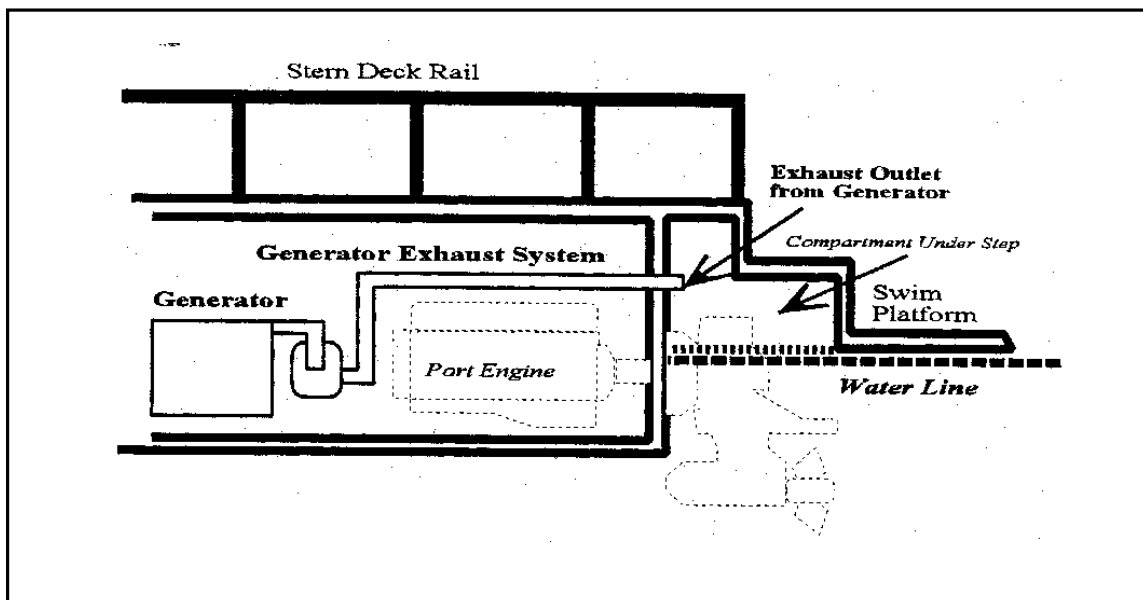 Stern Deck Rail
Exhaust Outlet
from Generator
Compartment Under Step
Generator Exhaust System
Generator
Swim
Platform
Port Engine
Water Line